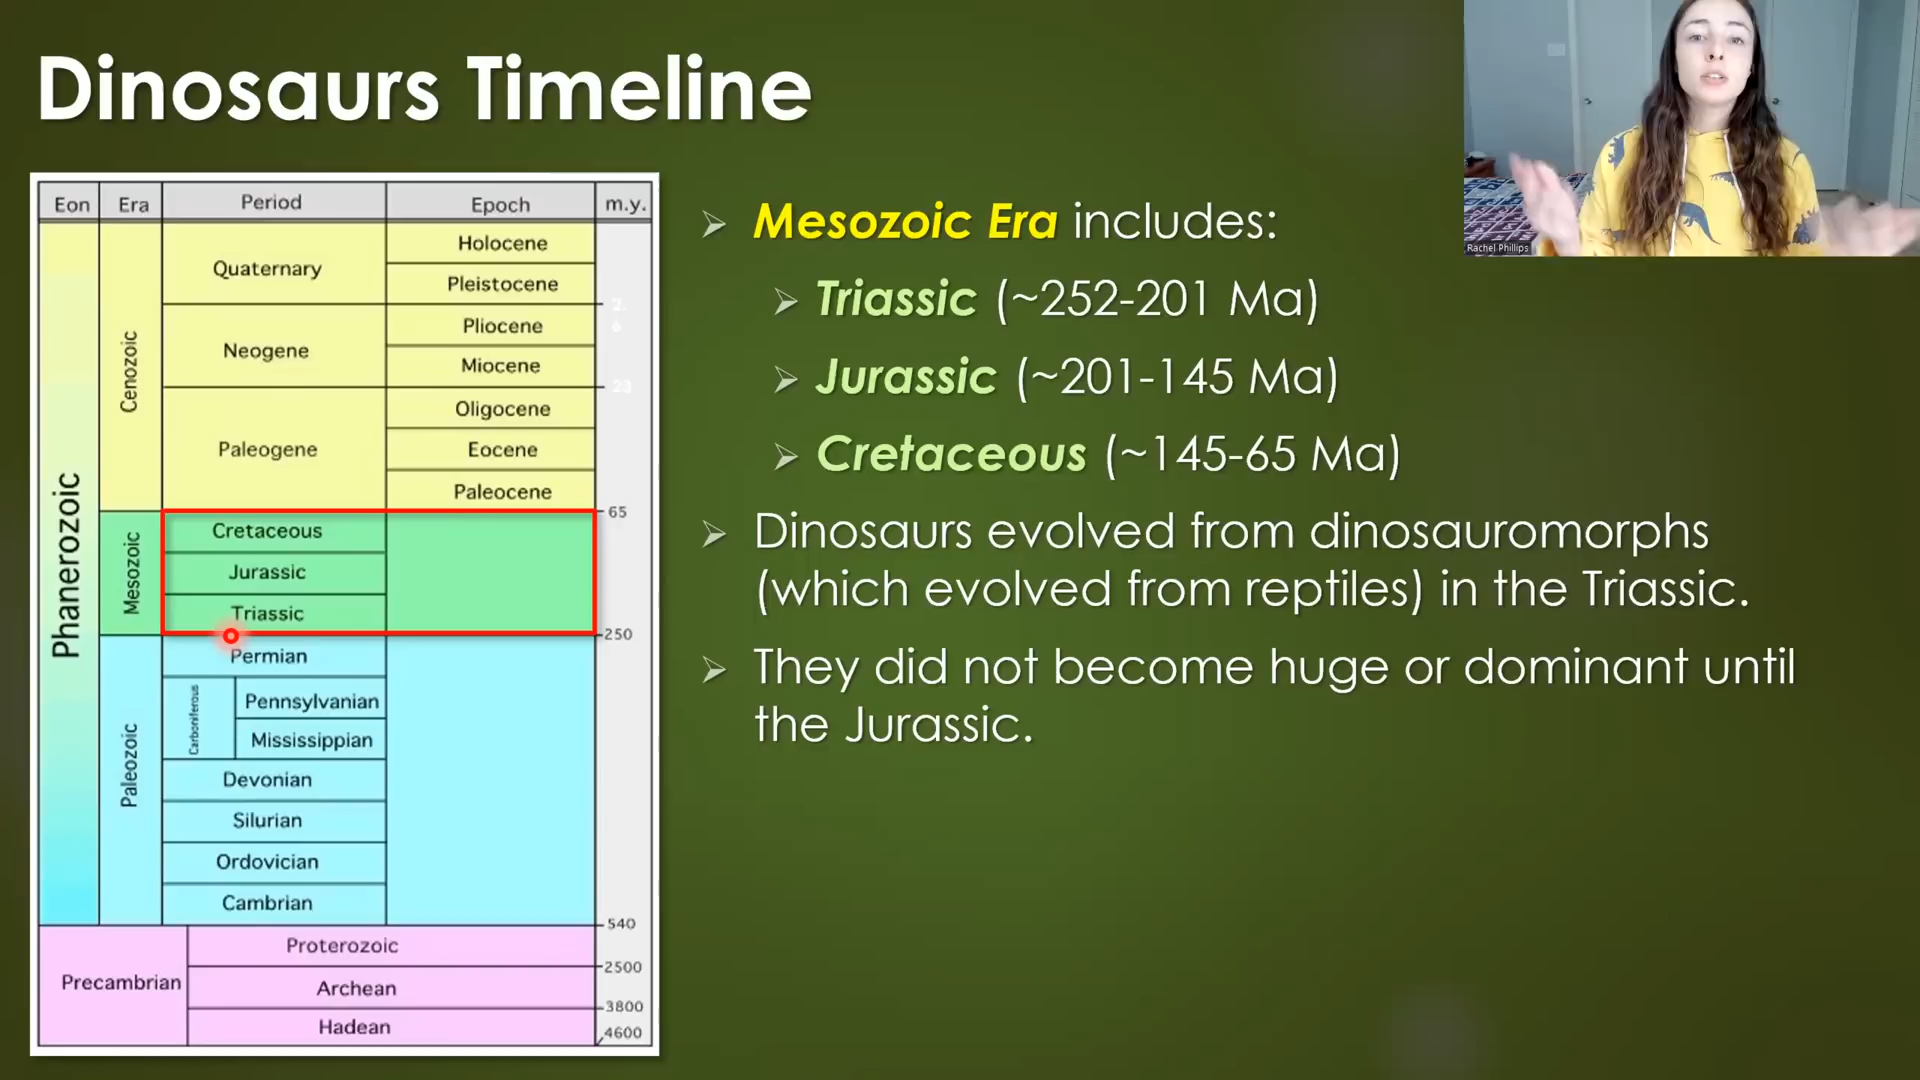 Dinosaurs Timeline
Eon Era Period Epoch m.y.
Holocene
Quaternary
Pleistocene
2.
6
Pliocene
Neogene
Miocene
23
Cenozoic
Oligocene
Paleogene
Eocene
Paleocene
65
Phanerozoic
Mesozoic
Cretaceous
Jurassic
Triassic
250
Permian
Carboniferous
Pennsylvanian
Mississippian
Paleozoic
Devonian
Silurian
Ordovician
Cambrian
540
Proterozoic
2500
Precambrian
Archean
3800
Hadean
4600
➢ Mesozoic Era includes:
➢ Triassic (~252-201 Ma)
➢ Jurassic (~201-145 Ma)
➢ Cretaceous (~145-65 Ma)
➢ Dinosaurs evolved from dinosauromorphs
(which evolved from reptiles) in the Triassic.
➢ They did not become huge or dominant until
the Jurassic.
Rachel Phillips